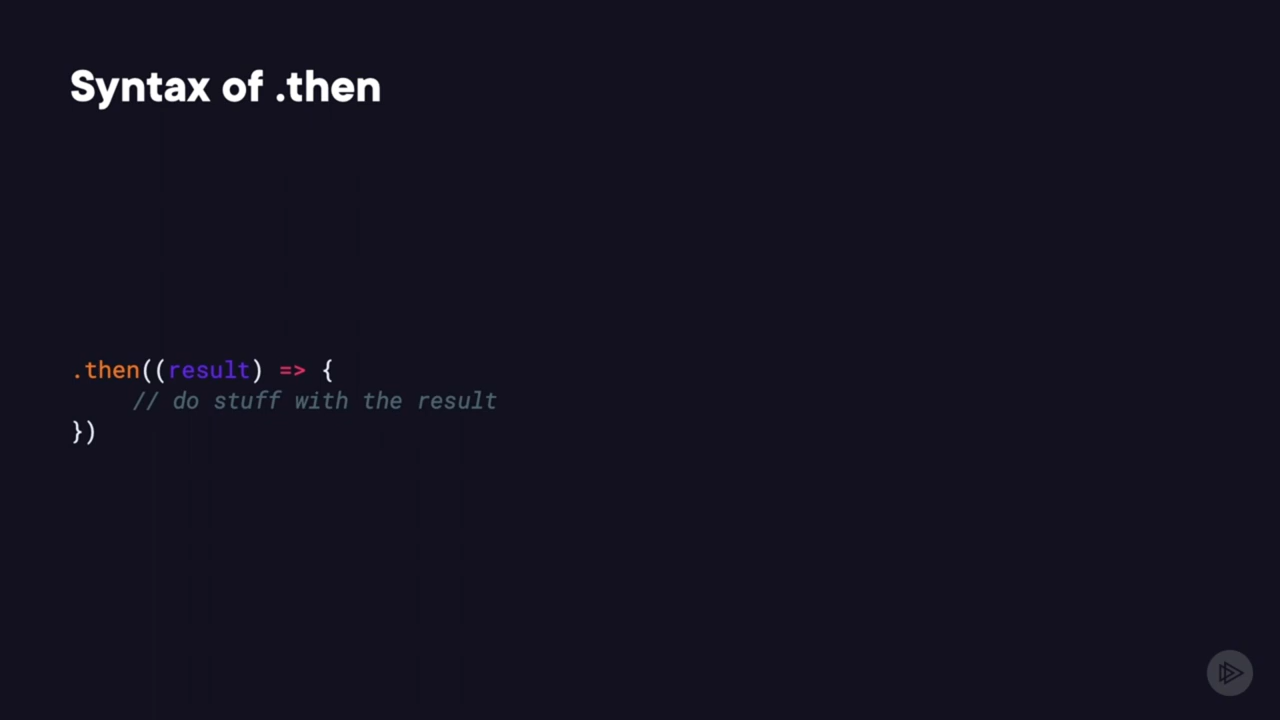 Syntax of .then
.then((result) => {
    // do stuff with the result
})